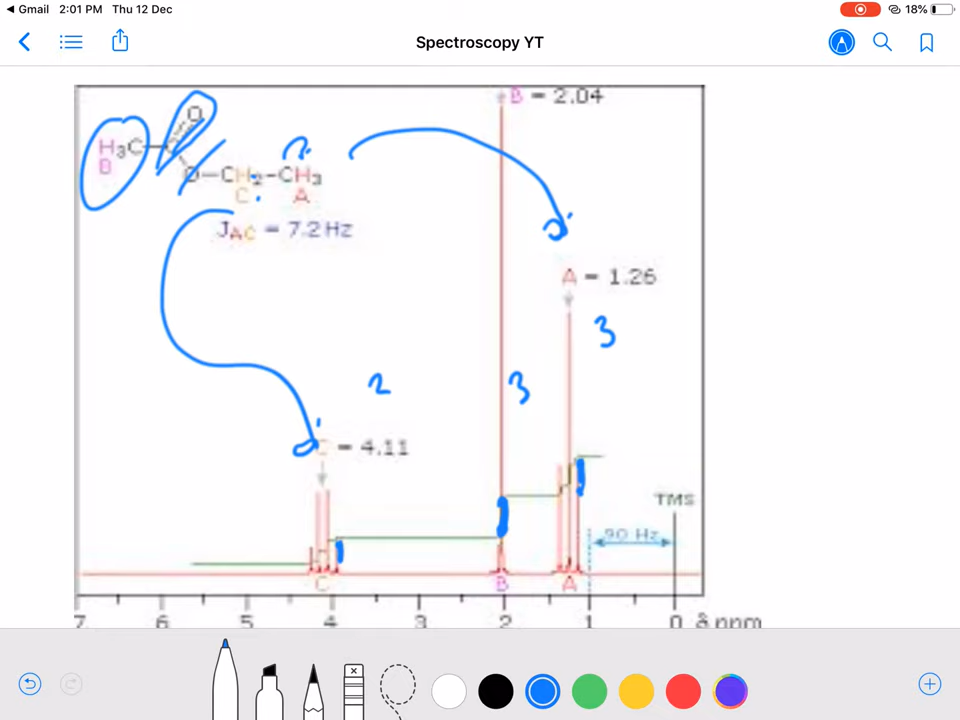 Gmail 2:01 PM Thu 12 Dec
18%
Spectroscopy YT
B = 2.04
O
H₃C C
B
O—CH₂—CH₃
C A
JAC = 7.2 Hz
A = 1.26
3
2
3
C = 4.11
TMS
90 Hz
C B A
7 6 5 4 3 2 1 0 δ ppm